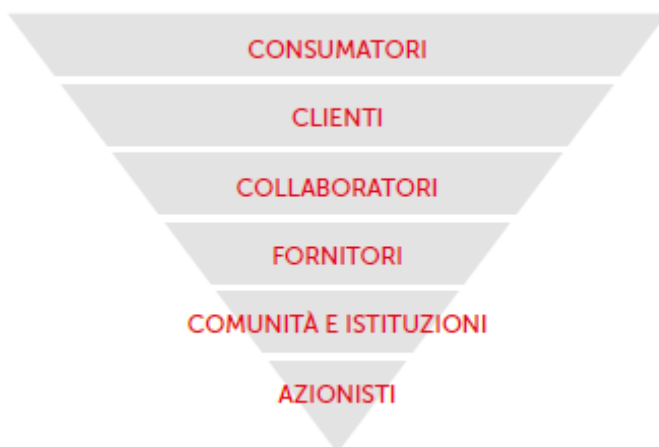 CONSUMATORI
CLIENTI
COLLABORATORI
FORNITORI
COMUNITÀ E ISTITUZIONI
AZIONISTI